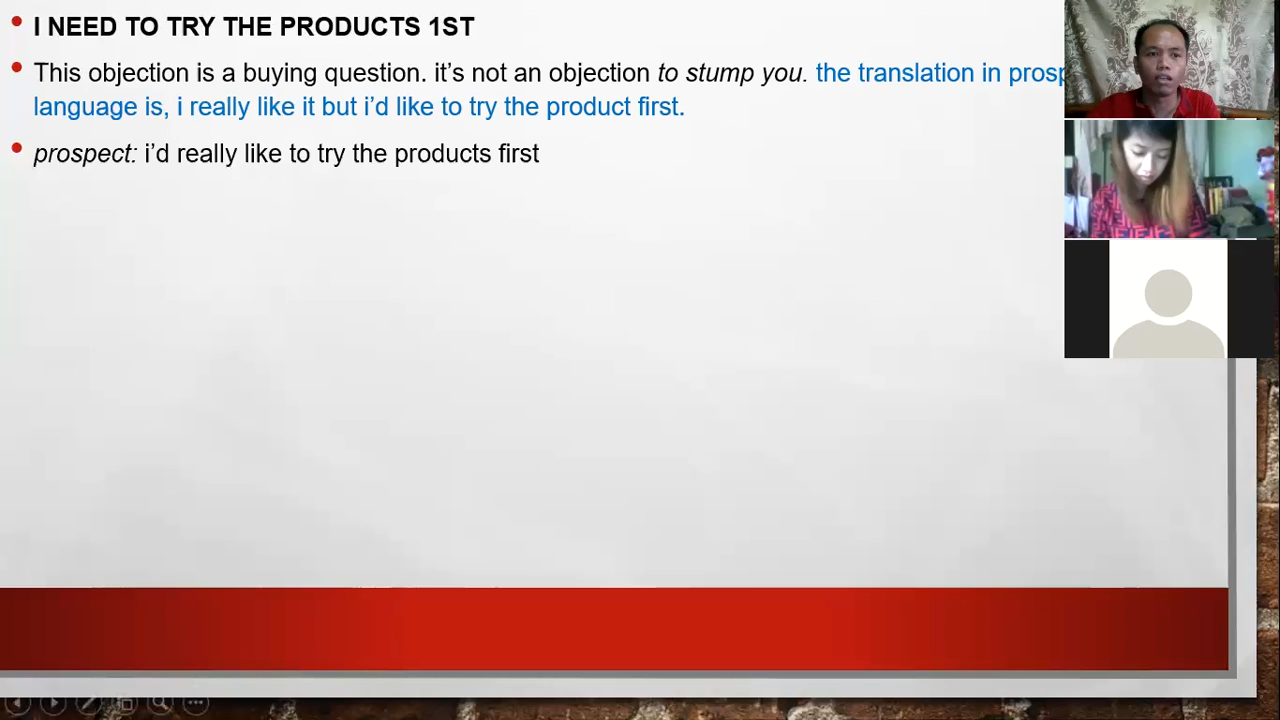 I NEED TO TRY THE PRODUCTS 1ST
This objection is a buying question. it's not an objection to stump you. the translation in
language is, i really like it but i'd like to try the product first.
prospect: i'd really like to try the products first